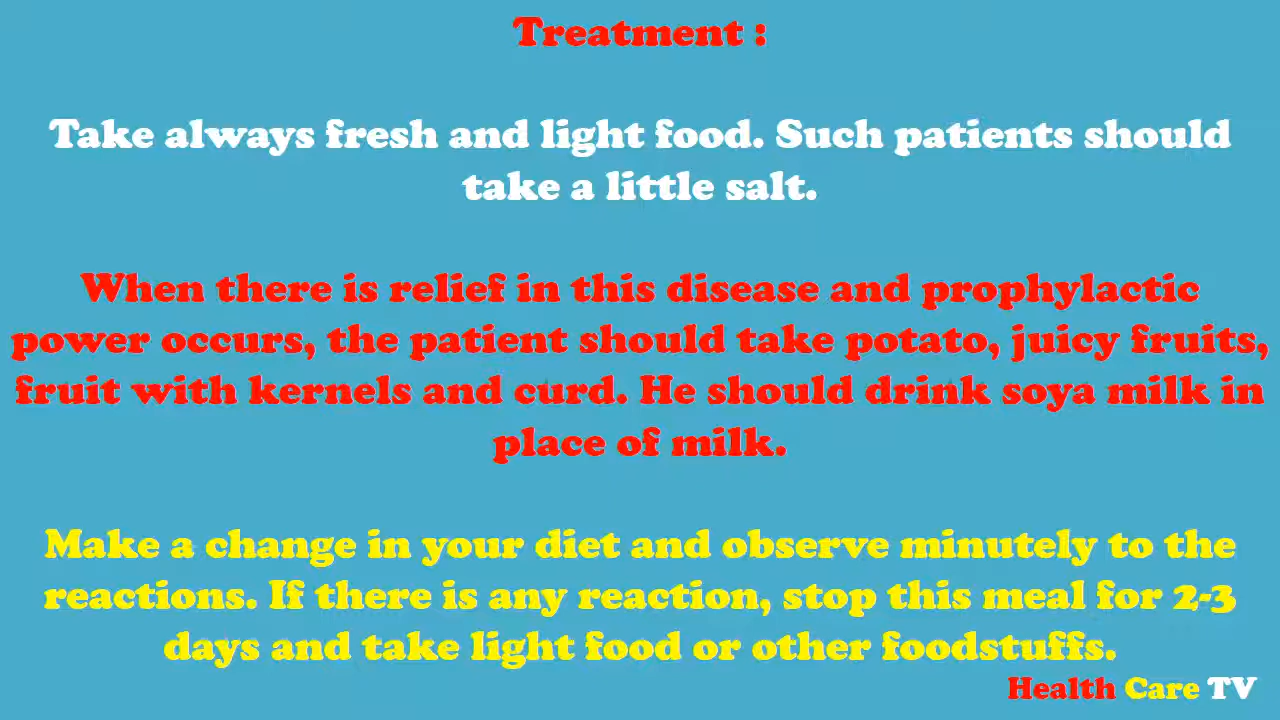 Treatment :
Take always fresh and light food. Such patients should
take a little salt.
When there is relief in this disease and prophylactic
power occurs, the patient should take potato, juicy fruits,
fruit with kernels and curd. He should drink soya milk in
place of milk.
Make a change in your diet and observe minutely to the
reactions. If there is any reaction, stop this meal for 2-3
days and take light food or other foodstuffs.
Health Care TV